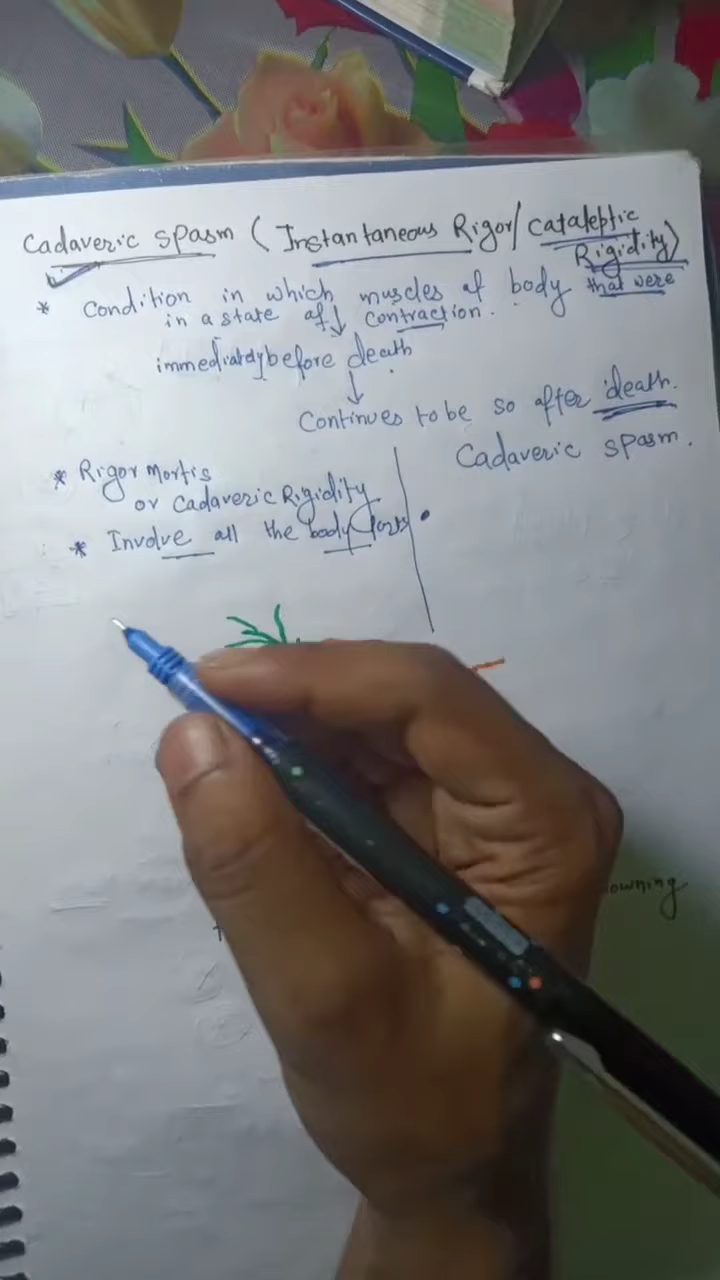 Cadaveric spasm ( Instantaneous Rigor/ Cataleptic
Rigidity)
* Condition in which muscles of body that were
in a state of contraction.
immediately before death
Continues to be so after death.
* Rigor Mortis
or Cadaveric Rigidity
Cadaveric spasm.
* Involve all the body parts
owning